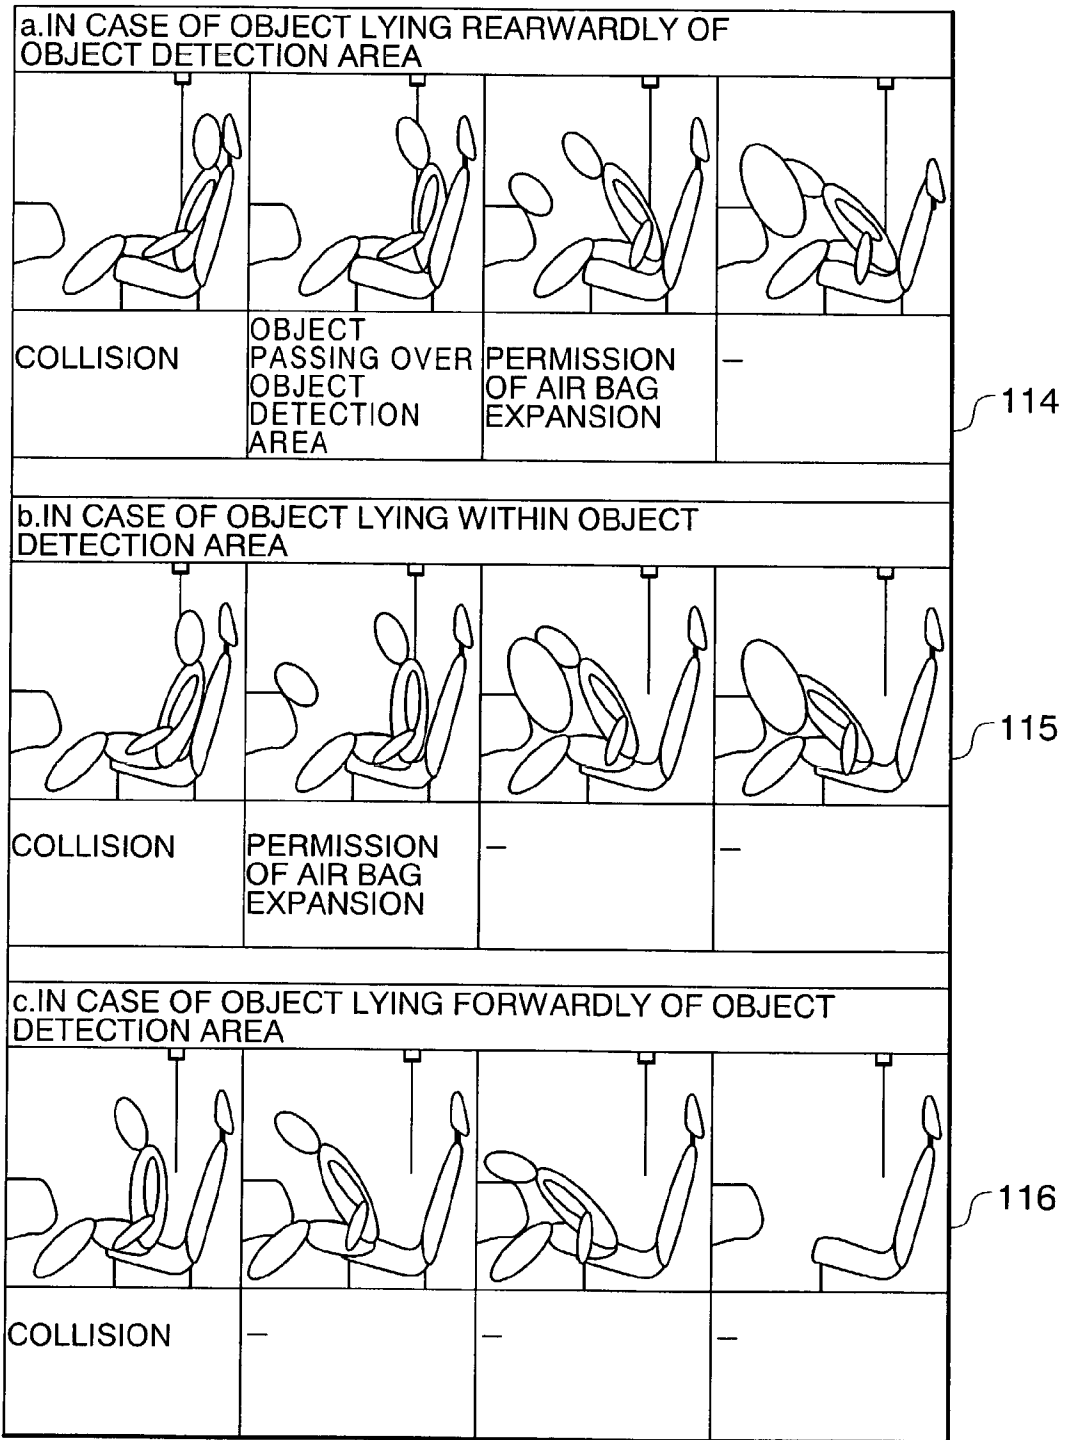 a.IN CASE OF OBJECT LYING REARWARDLY OF
OBJECT DETECTION AREA
COLLISION
OBJECT
PASSING OVER
OBJECT
DETECTION
AREA
PERMISSION
OF AIR BAG
EXPANSION
–
114
b.IN CASE OF OBJECT LYING WITHIN OBJECT
DETECTION AREA
COLLISION
PERMISSION
OF AIR BAG
EXPANSION
–
–
115
c.IN CASE OF OBJECT LYING FORWARDLY OF OBJECT
DETECTION AREA
COLLISION
–
–
–
116